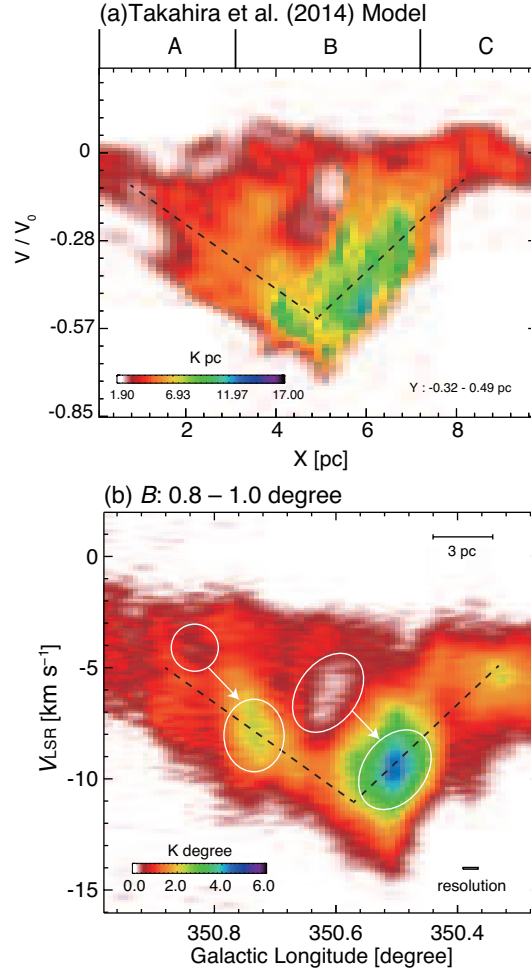 (a)Takahira et al. (2014) Model
A B C
0
-0.28
-0.57
-0.85
V / V0
K pc
1.90 6.93 11.97 17.00
Y : -0.32 - 0.49 pc
2 4 6 8
X [pc]
(b) B: 0.8 – 1.0 degree
0
3 pc
-5
-10
-15
VLSR [km s⁻¹]
K degree
0.0 2.0 4.0 6.0
resolution
350.8 350.6 350.4
Galactic Longitude [degree]